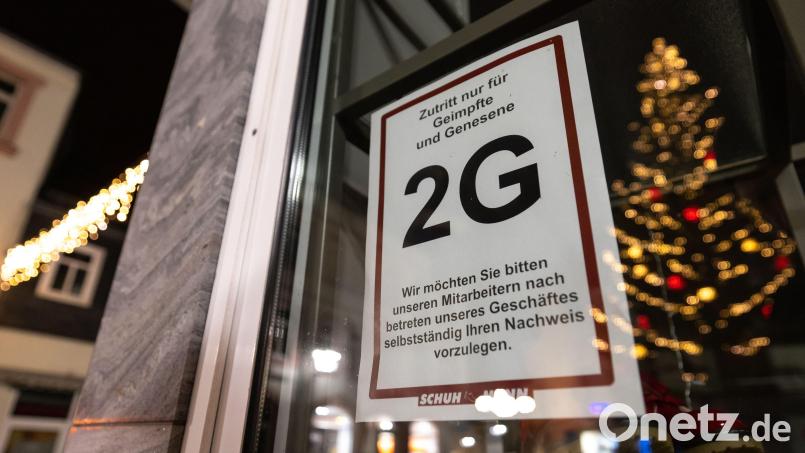 Zutritt nur für
Geimpfte
und Genesene
2G
Wir möchten Sie bitten
unseren Mitarbeitern nach
betreten unseres Geschäftes
selbstständig Ihren Nachweis
vorzulegen.
SCHUH
Onetz.de